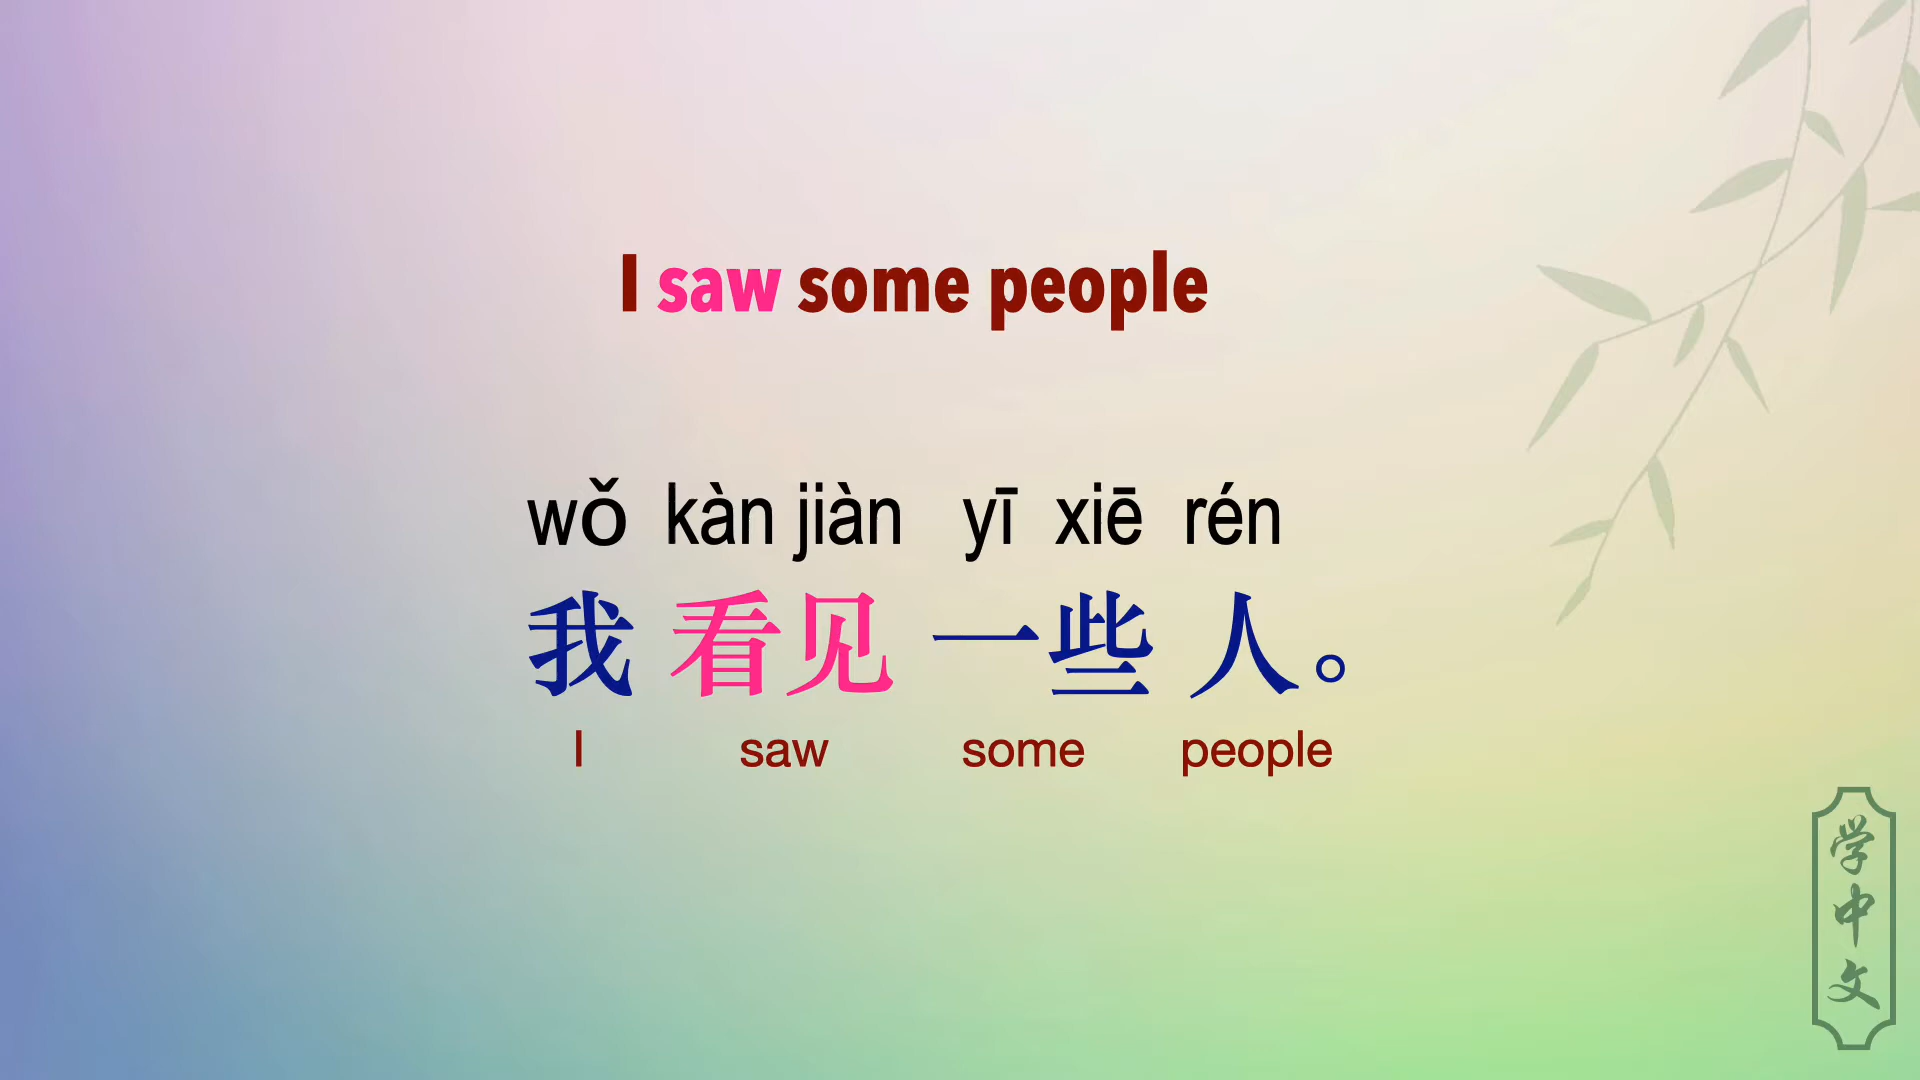 I saw some people
wǒ kàn jiàn yī xiē rén
我 看见 一些 人。
I saw some people
学中文